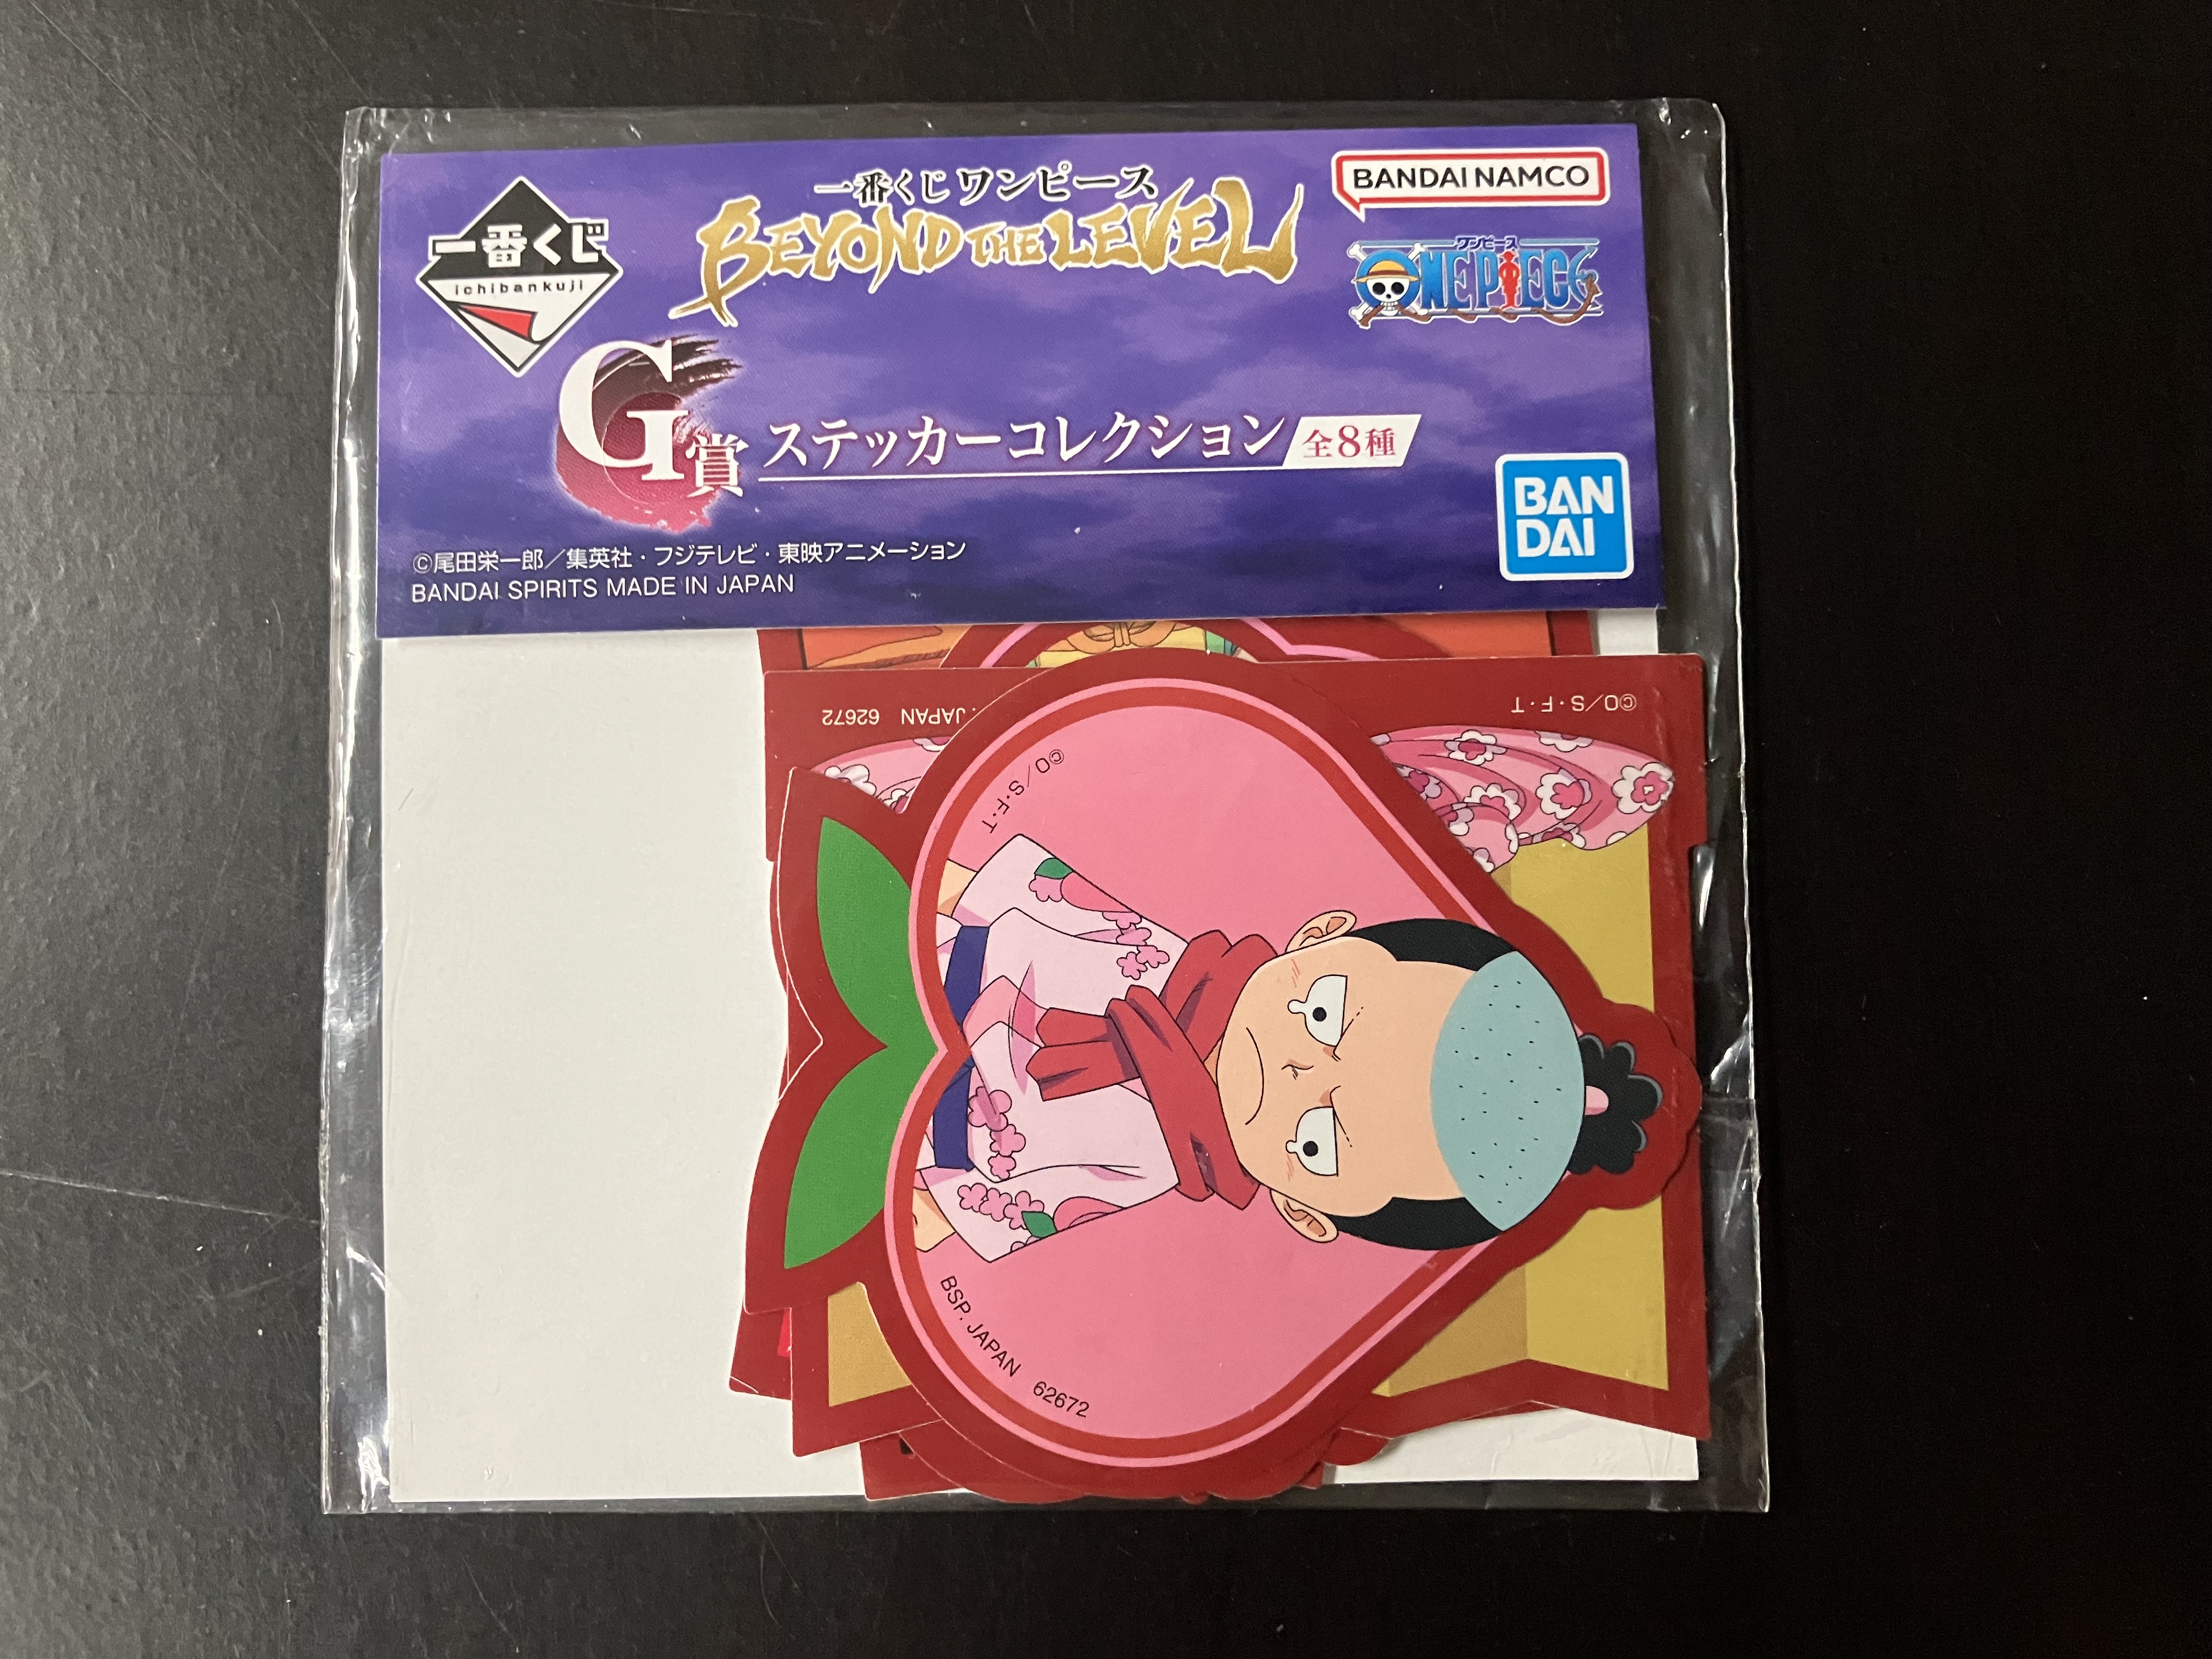 一番くじ ワンピース
BEYOND THE LEVEL
一番くじ
ichibankuji
BANDAI NAMCO
ワンピース
ONE PIECE
G賞 ステッカーコレクション 全8種
BAN
DAI
©尾田栄一郎／集英社・フジテレビ・東映アニメーション
BANDAI SPIRITS MADE IN JAPAN
©O／S・F・T
. JAPAN 62672
©O／S・F・T
BSP. JAPAN 62672